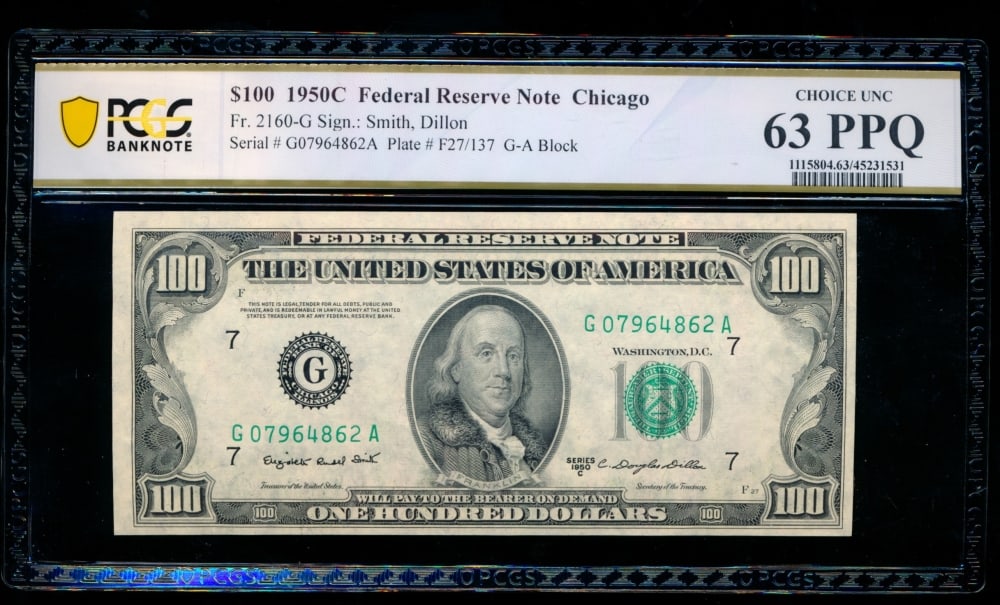 PCGS
BANKNOTE
$100 1950C Federal Reserve Note Chicago
Fr. 2160-G Sign.: Smith, Dillon
Serial # G07964862A Plate # F27/137 G-A Block
CHOICE UNC
63 PPQ
1115804.63/45231531
FEDERAL RESERVE NOTE
100
THE UNITED STATES OF AMERICA
100
F
THIS NOTE IS LEGAL TENDER FOR ALL DEBTS, PUBLIC AND
PRIVATE, AND IS REDEEMABLE IN LAWFUL MONEY AT THE UNITED
STATES TREASURY, OR AT ANY FEDERAL RESERVE BANK.
G 07964862 A
7
WASHINGTON, D.C.
7
G
CHICAGO
ILLINOIS
100
G 07964862 A
7
Elizabeth Rudel Smith
Treasurer of the United States.
FRANKLIN
SERIES
1950
C
C. Douglas Dillon
Secretary of the Treasury.
7
F 27
100
WILL PAY TO THE BEARER ON DEMAND
100
100
ONE HUNDRED DOLLARS
100